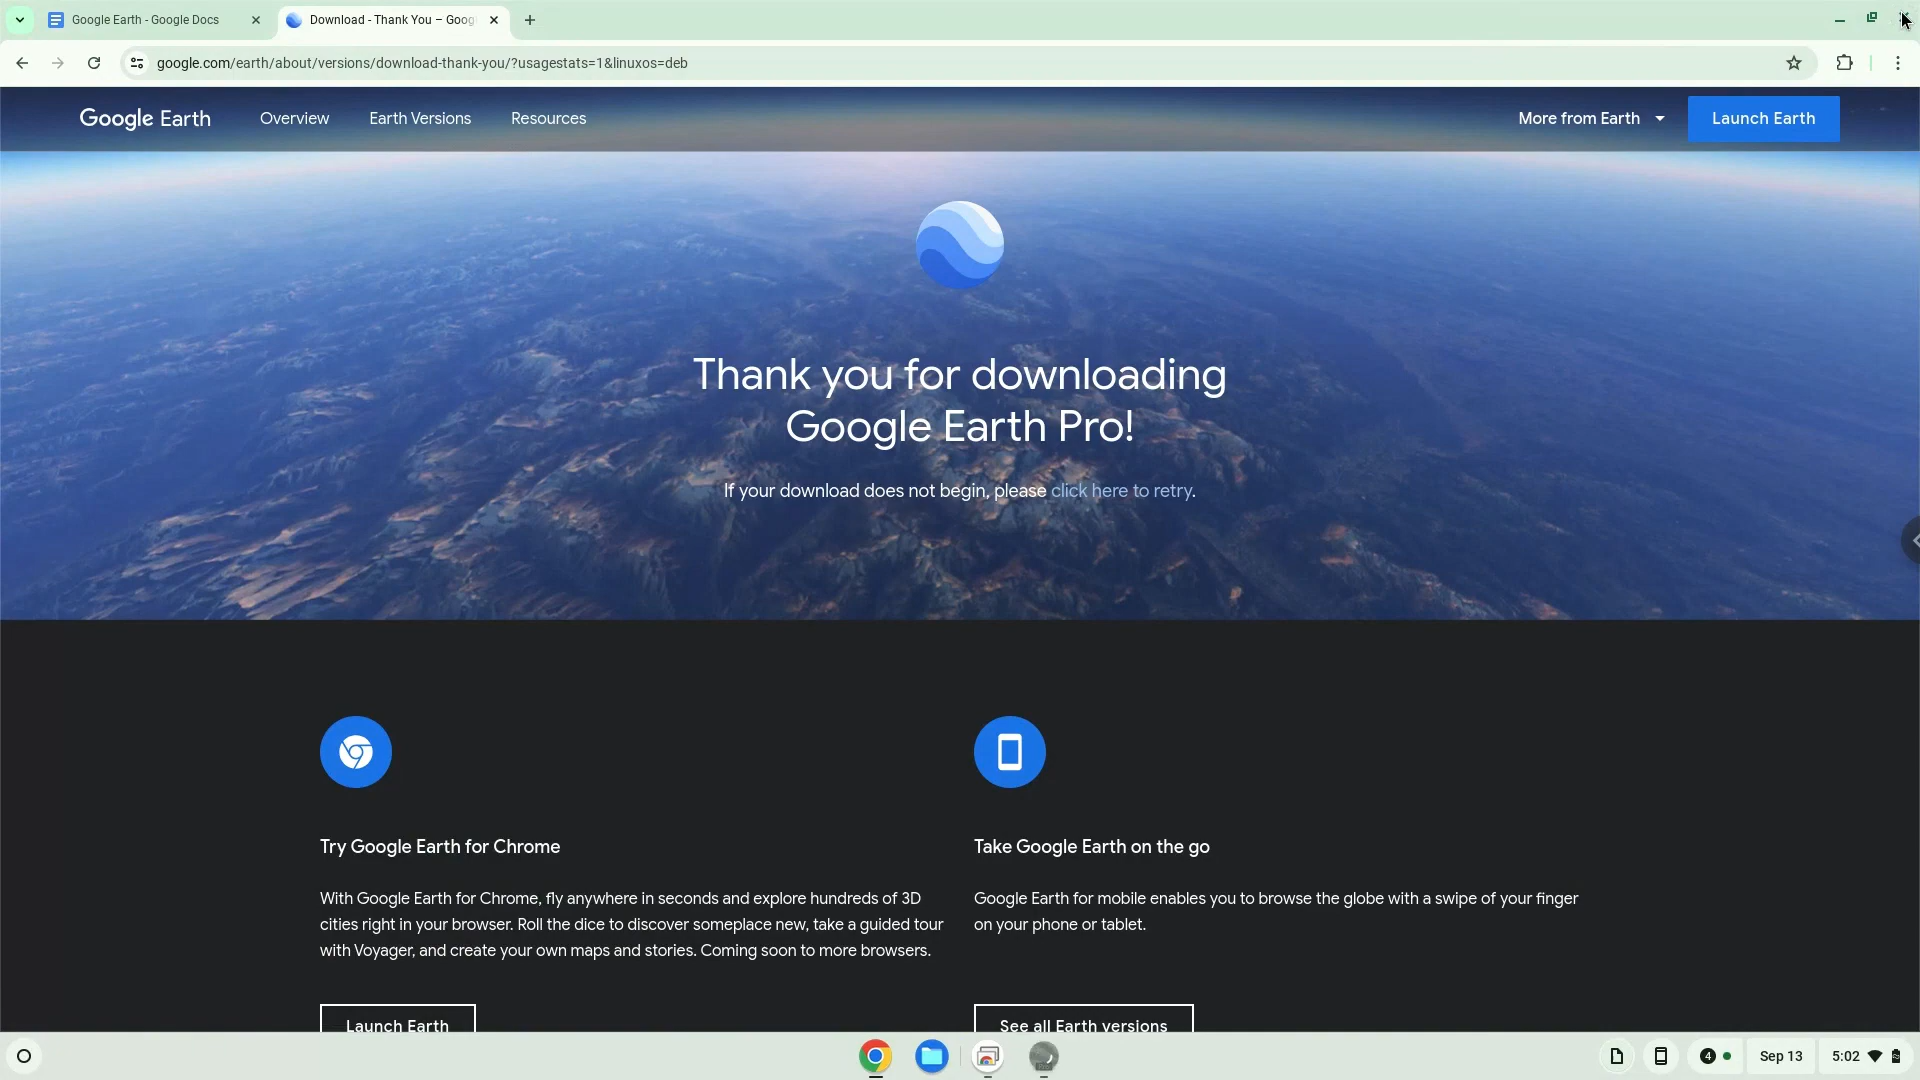 Google Earth - Google Docs
Download - Thank You – Goog
google.com/earth/about/versions/download-thank-you/?usagestats=1&linuxos=deb
Google Earth
Overview
Earth Versions
Resources
More from Earth
Launch Earth
Thank you for downloading
Google Earth Pro!
If your download does not begin, please click here to retry.
Try Google Earth for Chrome
With Google Earth for Chrome, fly anywhere in seconds and explore hundreds of 3D
cities right in your browser. Roll the dice to discover someplace new, take a guided tour
with Voyager, and create your own maps and stories. Coming soon to more browsers.
Launch Earth
Take Google Earth on the go
Google Earth for mobile enables you to browse the globe with a swipe of your finger
on your phone or tablet.
See all Earth versions
4
Sep 13
5:02